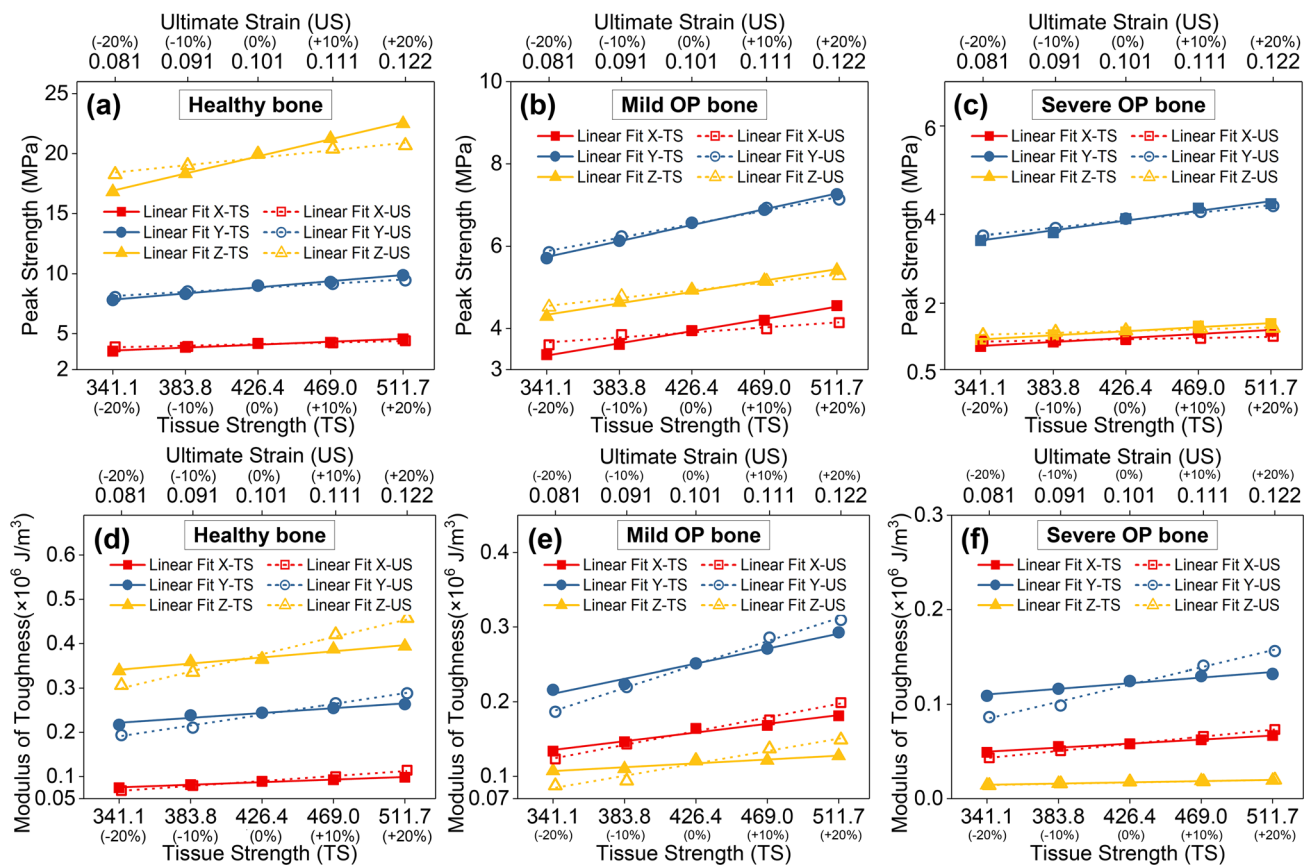 Ultimate Strain (US)
(-20%) (-10%) (0%) (+10%) (+20%)
0.081 0.091 0.101 0.111 0.122
(a) Healthy bone
Linear Fit X-TS Linear Fit X-US
Linear Fit Y-TS Linear Fit Y-US
Linear Fit Z-TS Linear Fit Z-US
Peak Strength (MPa)
25
20
15
10
5
2
341.1 383.8 426.4 469.0 511.7
(-20%) (-10%) (0%) (+10%) (+20%)
Tissue Strength (TS)
Ultimate Strain (US)
(-20%) (-10%) (0%) (+10%) (+20%)
0.081 0.091 0.101 0.111 0.122
(b) Mild OP bone
Linear Fit X-TS Linear Fit X-US
Linear Fit Y-TS Linear Fit Y-US
Linear Fit Z-TS Linear Fit Z-US
Peak Strength (MPa)
10
8
6
4
3
341.1 383.8 426.4 469.0 511.7
(-20%) (-10%) (0%) (+10%) (+20%)
Tissue Strength (TS)
Ultimate Strain (US)
(-20%) (-10%) (0%) (+10%) (+20%)
0.081 0.091 0.101 0.111 0.122
(c) Severe OP bone
Linear Fit X-TS Linear Fit X-US
Linear Fit Y-TS Linear Fit Y-US
Linear Fit Z-TS Linear Fit Z-US
Peak Strength (MPa)
6
4
2
0.5
341.1 383.8 426.4 469.0 511.7
(-20%) (-10%) (0%) (+10%) (+20%)
Tissue Strength (TS)
Ultimate Strain (US)
(-20%) (-10%) (0%) (+10%) (+20%)
0.081 0.091 0.101 0.111 0.122
(d) Healthy bone
Linear Fit X-TS Linear Fit X-US
Linear Fit Y-TS Linear Fit Y-US
Linear Fit Z-TS Linear Fit Z-US
Modulus of Toughness(×10⁶ J/m³)
0.6
0.5
0.4
0.3
0.2
0.1
0.05
341.1 383.8 426.4 469.0 511.7
(-20%) (-10%) (0%) (+10%) (+20%)
Tissue Strength (TS)
Ultimate Strain (US)
(-20%) (-10%) (0%) (+10%) (+20%)
0.081 0.091 0.101 0.111 0.122
(e) Mild OP bone
Linear Fit X-TS Linear Fit X-US
Linear Fit Y-TS Linear Fit Y-US
Linear Fit Z-TS Linear Fit Z-US
Modulus of Toughness(×10⁶ J/m³)
0.4
0.3
0.2
0.1
0.07
341.1 383.8 426.4 469.0 511.7
(-20%) (-10%) (0%) (+10%) (+20%)
Tissue Strength (TS)
Ultimate Strain (US)
(-20%) (-10%) (0%) (+10%) (+20%)
0.081 0.091 0.101 0.111 0.122
(f) Severe OP bone
Linear Fit X-TS Linear Fit X-US
Linear Fit Y-TS Linear Fit Y-US
Linear Fit Z-TS Linear Fit Z-US
Modulus of Toughness(×10⁶ J/m³)
0.3
0.2
0.1
0.0
341.1 383.8 426.4 469.0 511.7
(-20%) (-10%) (0%) (+10%) (+20%)
Tissue Strength (TS)